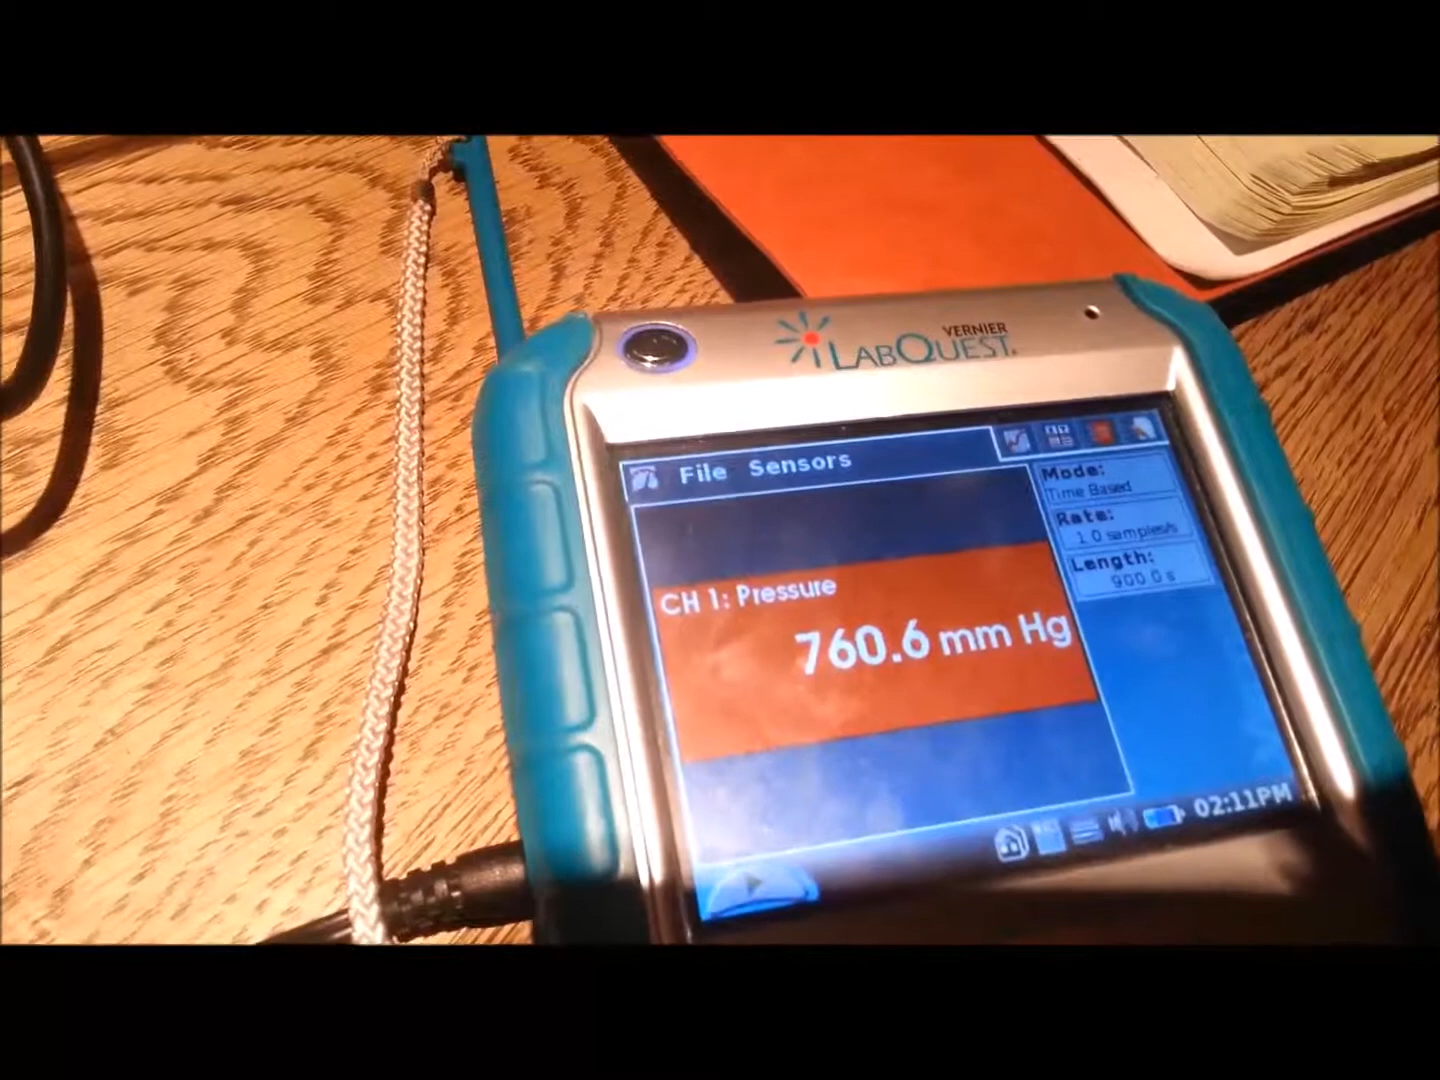 VERNIER
LABQUEST
File Sensors
Mode:
Time Based
Rate:
1.0 samples/s
Length:
900.0 s
CH 1: Pressure
760.6 mm Hg
02:11PM